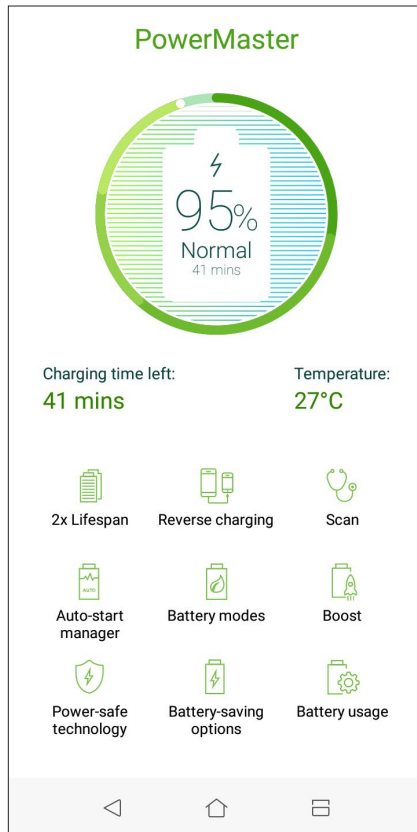 PowerMaster
95%
Normal
41 mins
Charging time left:
41 mins
Temperature:
27°C
2x Lifespan
Reverse charging
Scan
AUTO
Auto-start
manager
Battery modes
Boost
Power-safe
technology
Battery-saving
options
Battery usage